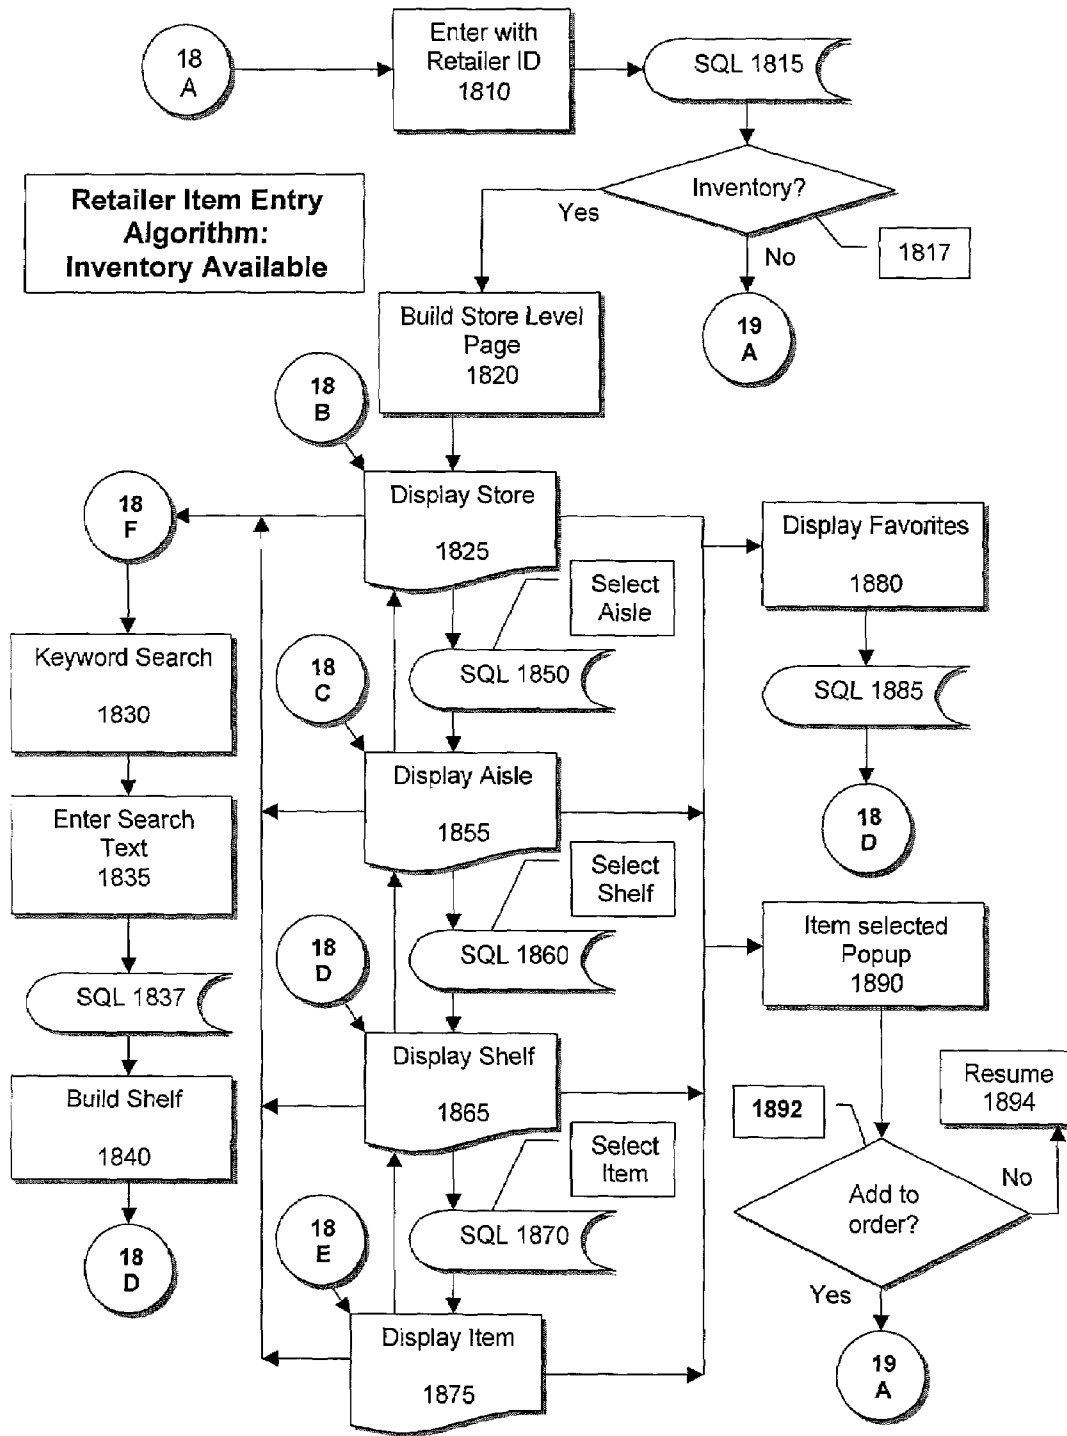 18
A
Enter with
Retailer ID
1810
SQL 1815
Retailer Item Entry
Algorithm:
Inventory Available
Inventory?
Yes
No
1817
19
A
Build Store Level
Page
1820
18
B
18
F
Display Store
1825
Display Favorites
1880
Select
Aisle
Keyword Search
1830
18
C
SQL 1850
SQL 1885
Display Aisle
1855
Enter Search
Text
1835
18
D
Select
Shelf
18
D
SQL 1860
Item selected
Popup
1890
SQL 1837
Display Shelf
1865
Build Shelf
1840
Resume
1894
1892
Select
Item
No
Add to
order?
18
D
18
E
SQL 1870
Yes
Display Item
1875
19
A